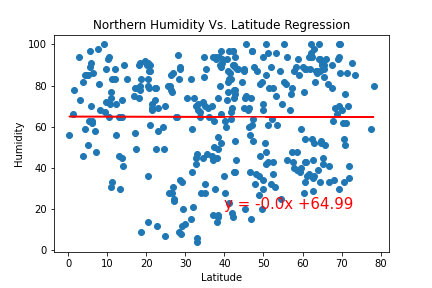 Northern Humidity Vs. Latitude Regression
100
80
60
40
20
0
Humidity
y = -0.0x +64.99
0 10 20 30 40 50 60 70 80
Latitude